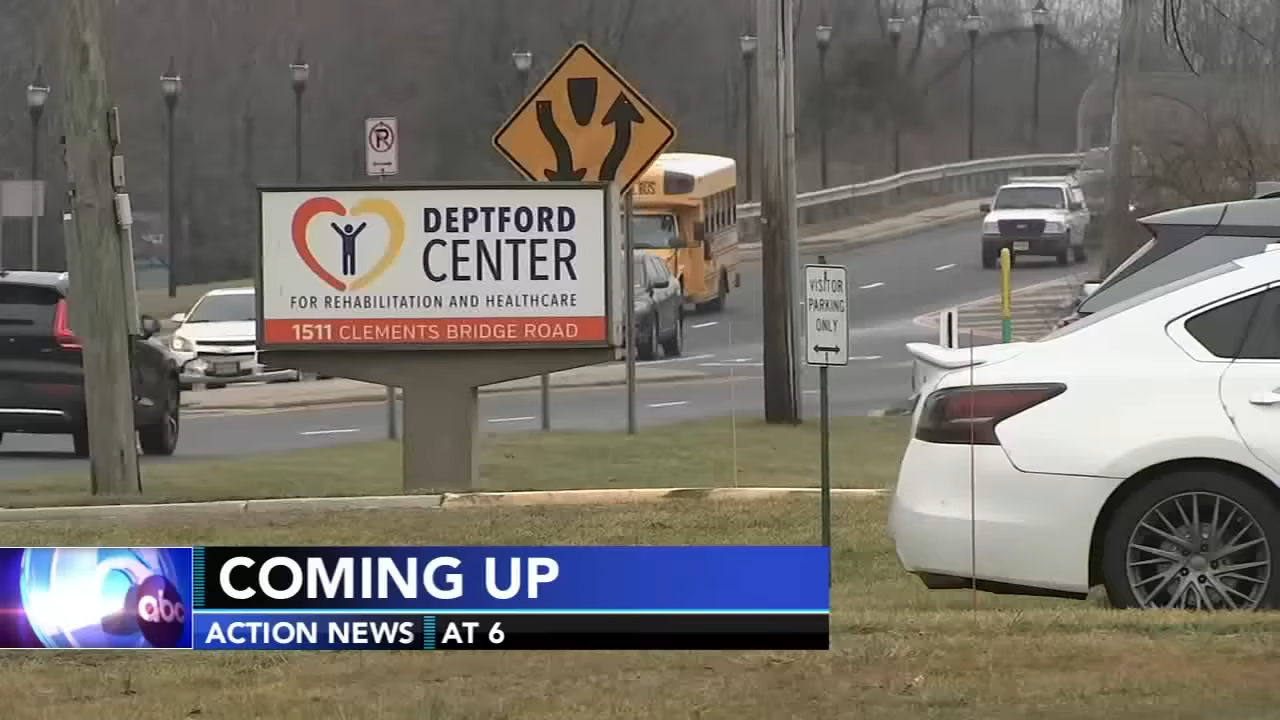 BUS
DEPTFORD
CENTER
FOR REHABILITATION AND HEALTHCARE
1511 CLEMENTS BRIDGE ROAD
VISITOR
PARKING
ONLY
COMING UP
abc
ACTION NEWS AT 6